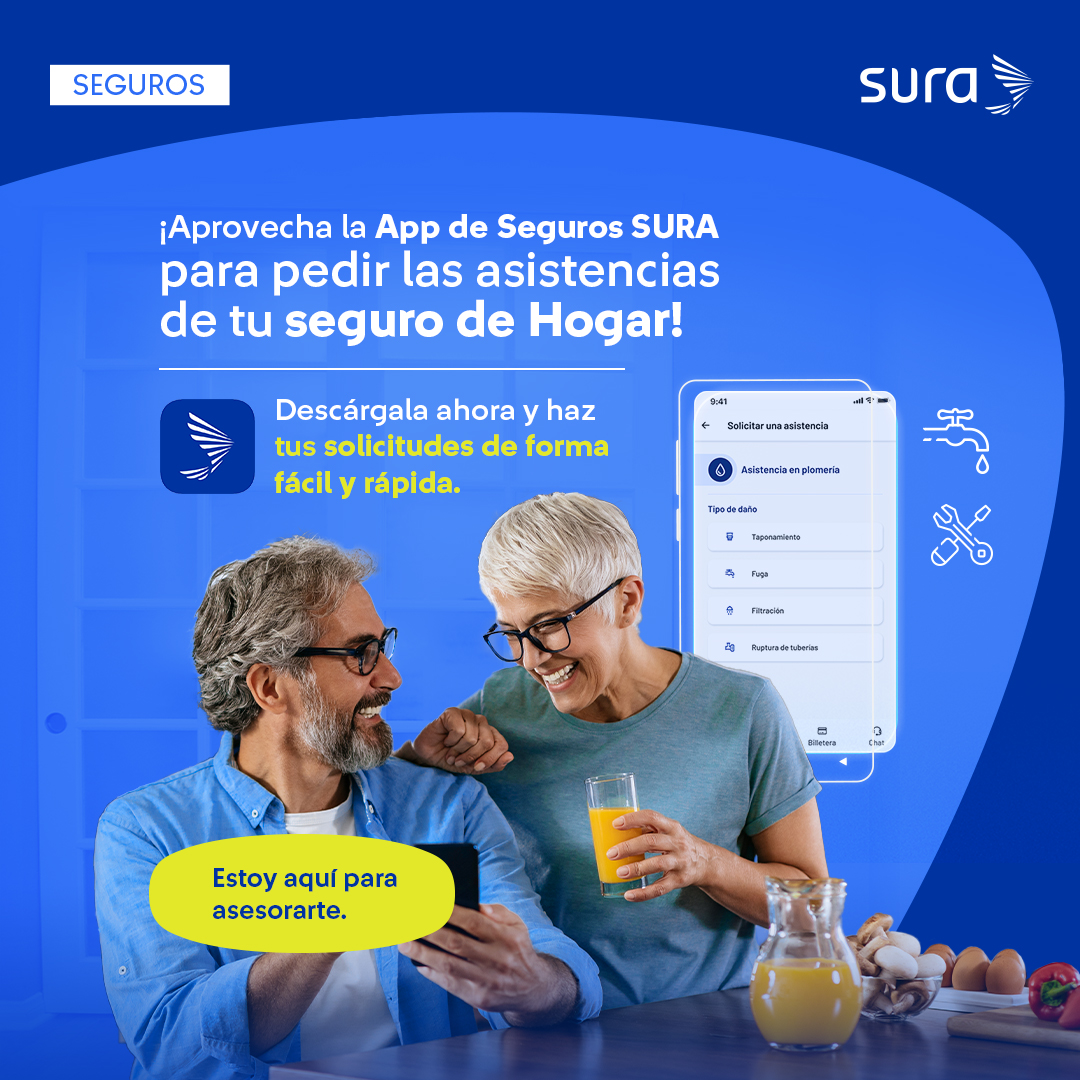 SEGUROS
sura
¡Aprovecha la App de Seguros SURA
para pedir las asistencias
de tu seguro de Hogar!
Descárgala ahora y haz
tus solicitudes de forma
fácil y rápida.
9:41
Solicitar una asistencia
Asistencia en plomería
Tipo de daño
Taponamiento
Fuga
Filtración
Ruptura de tuberías
Billetera
Chat
Estoy aquí para
asesorarte.